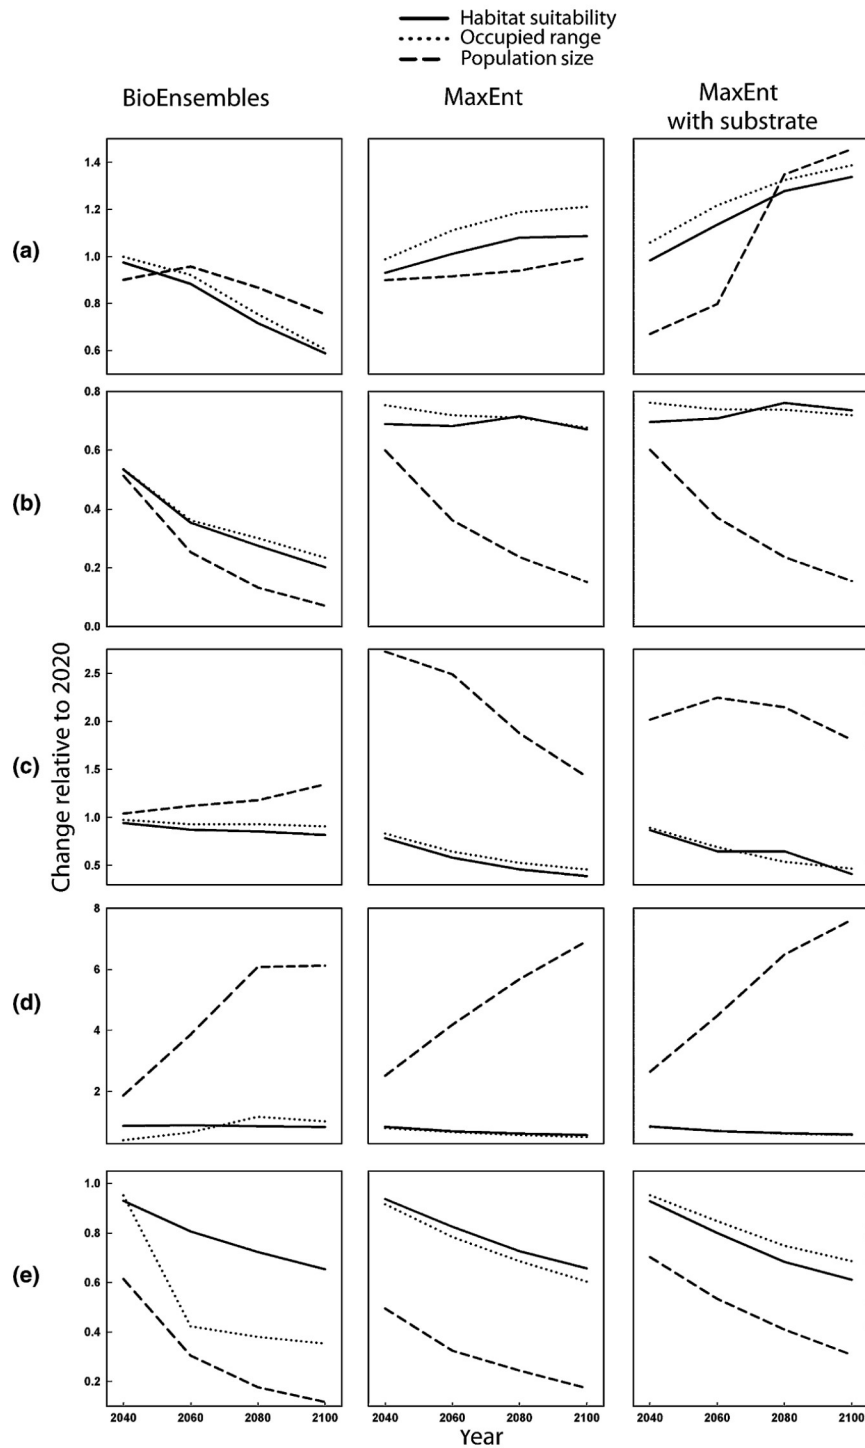 Habitat suitability
Occupied range
Population size
BioEnsembles
MaxEnt
MaxEnt
with substrate
(a)
1.4
1.2
1.0
0.8
0.6
(b)
0.8
0.6
0.4
0.2
0.0
Change relative to 2020
(c)
2.5
2.0
1.5
1.0
0.5
(d)
8
6
4
2
(e)
1.0
0.8
0.6
0.4
0.2
2040 2060 2080 2100
2040 2060 2080 2100
2040 2060 2080 2100
Year